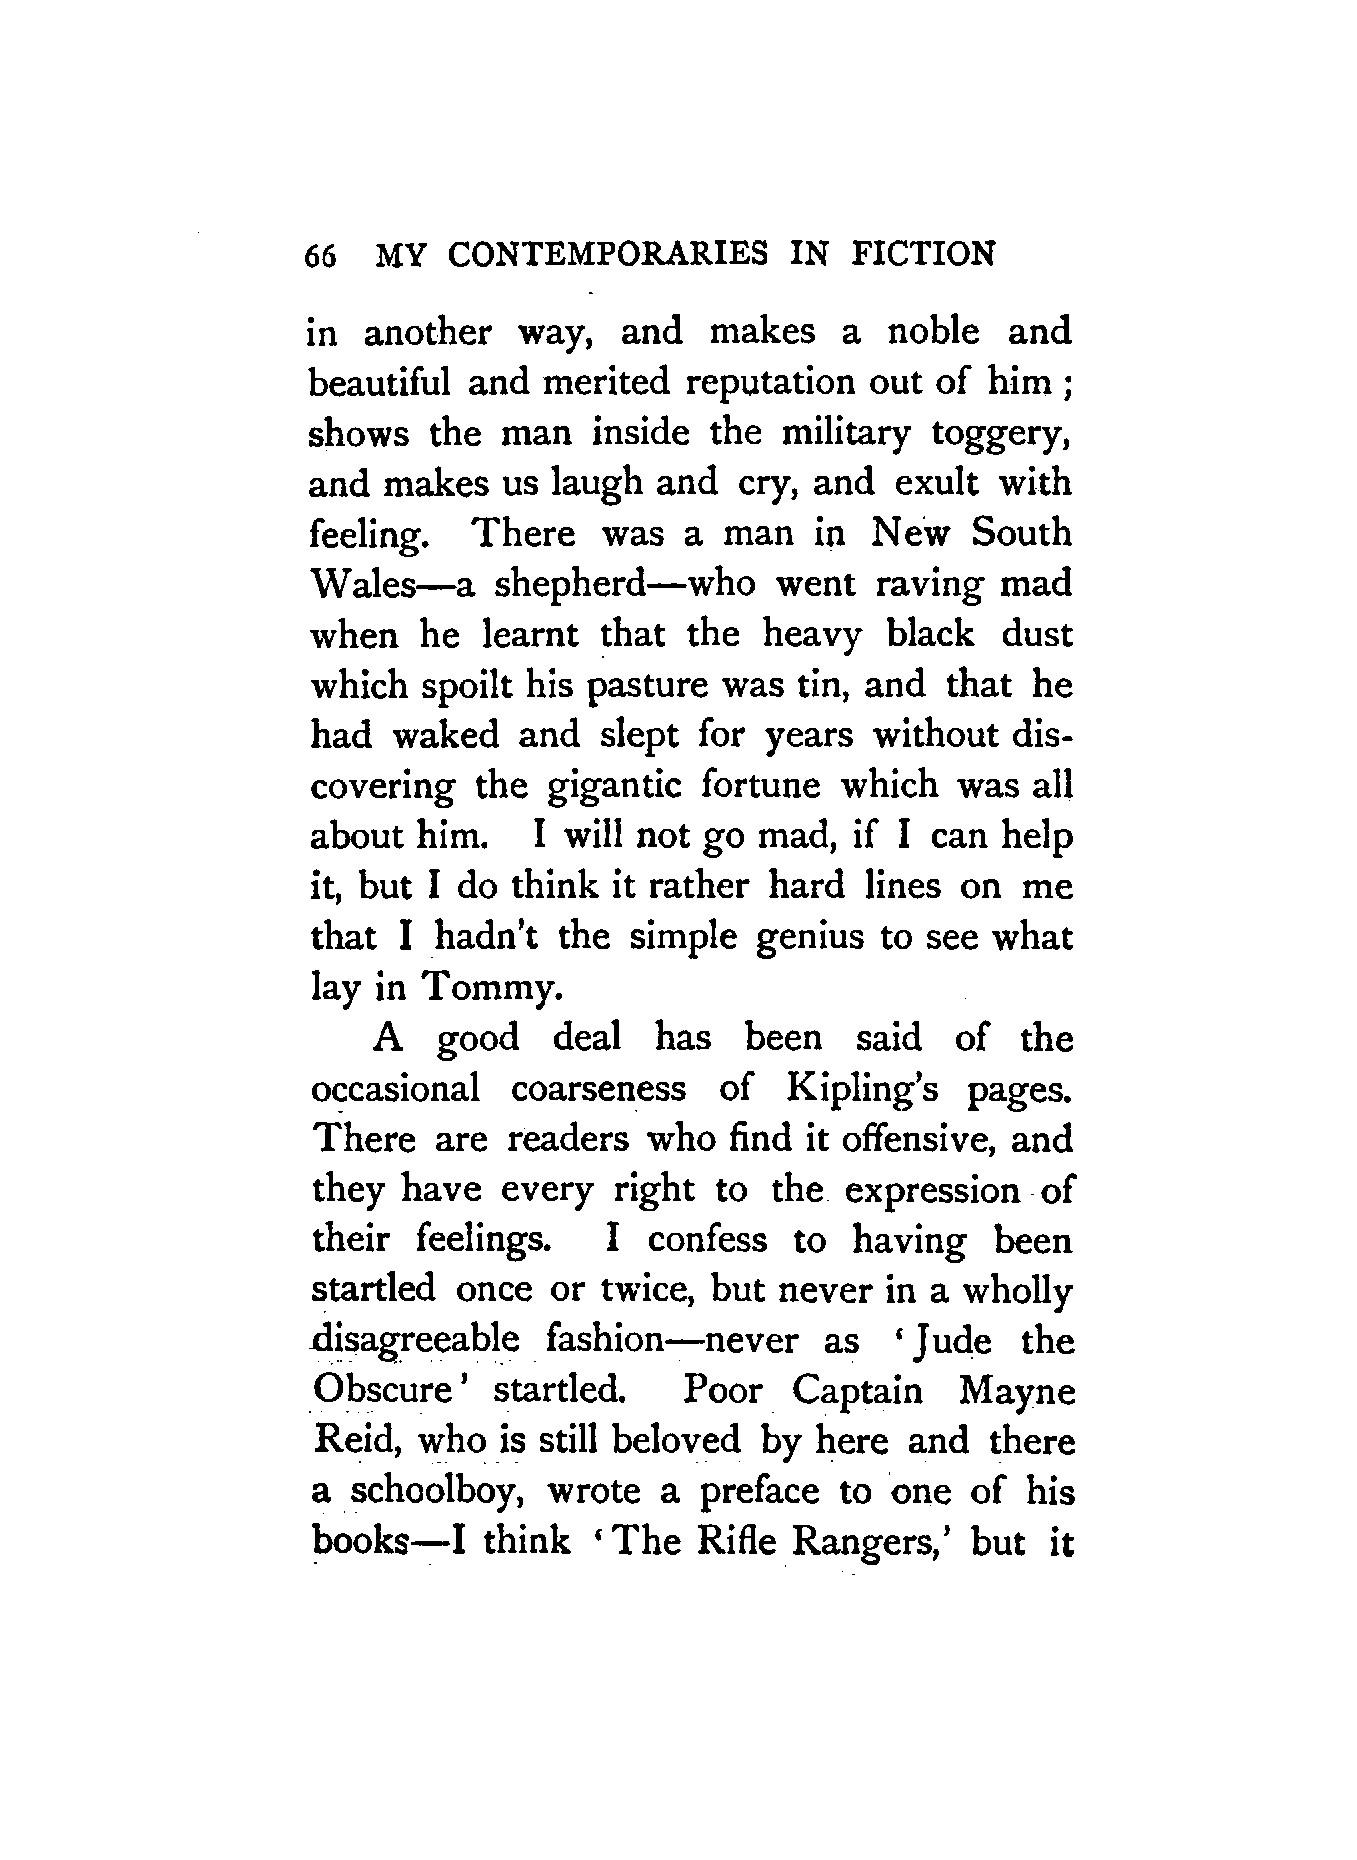 66 MY CONTEMPORARIES IN FICTION
in another way, and makes a noble and
beautiful and merited reputation out of him ;
shows the man inside the military toggery,
and makes us laugh and cry, and exult with
feeling. There was a man in New South
Wales—a shepherd—who went raving mad
when he learnt that the heavy black dust
which spoilt his pasture was tin, and that he
had waked and slept for years without dis-
covering the gigantic fortune which was all
about him. I will not go mad, if I can help
it, but I do think it rather hard lines on me
that I hadn't the simple genius to see what
lay in Tommy.
A good deal has been said of the
occasional coarseness of Kipling's pages.
There are readers who find it offensive, and
they have every right to the expression of
their feelings. I confess to having been
startled once or twice, but never in a wholly
disagreeable fashion—never as ‘Jude the
Obscure’ startled. Poor Captain Mayne
Reid, who is still beloved by here and there
a schoolboy, wrote a preface to one of his
books—I think ‘The Rifle Rangers,’ but it